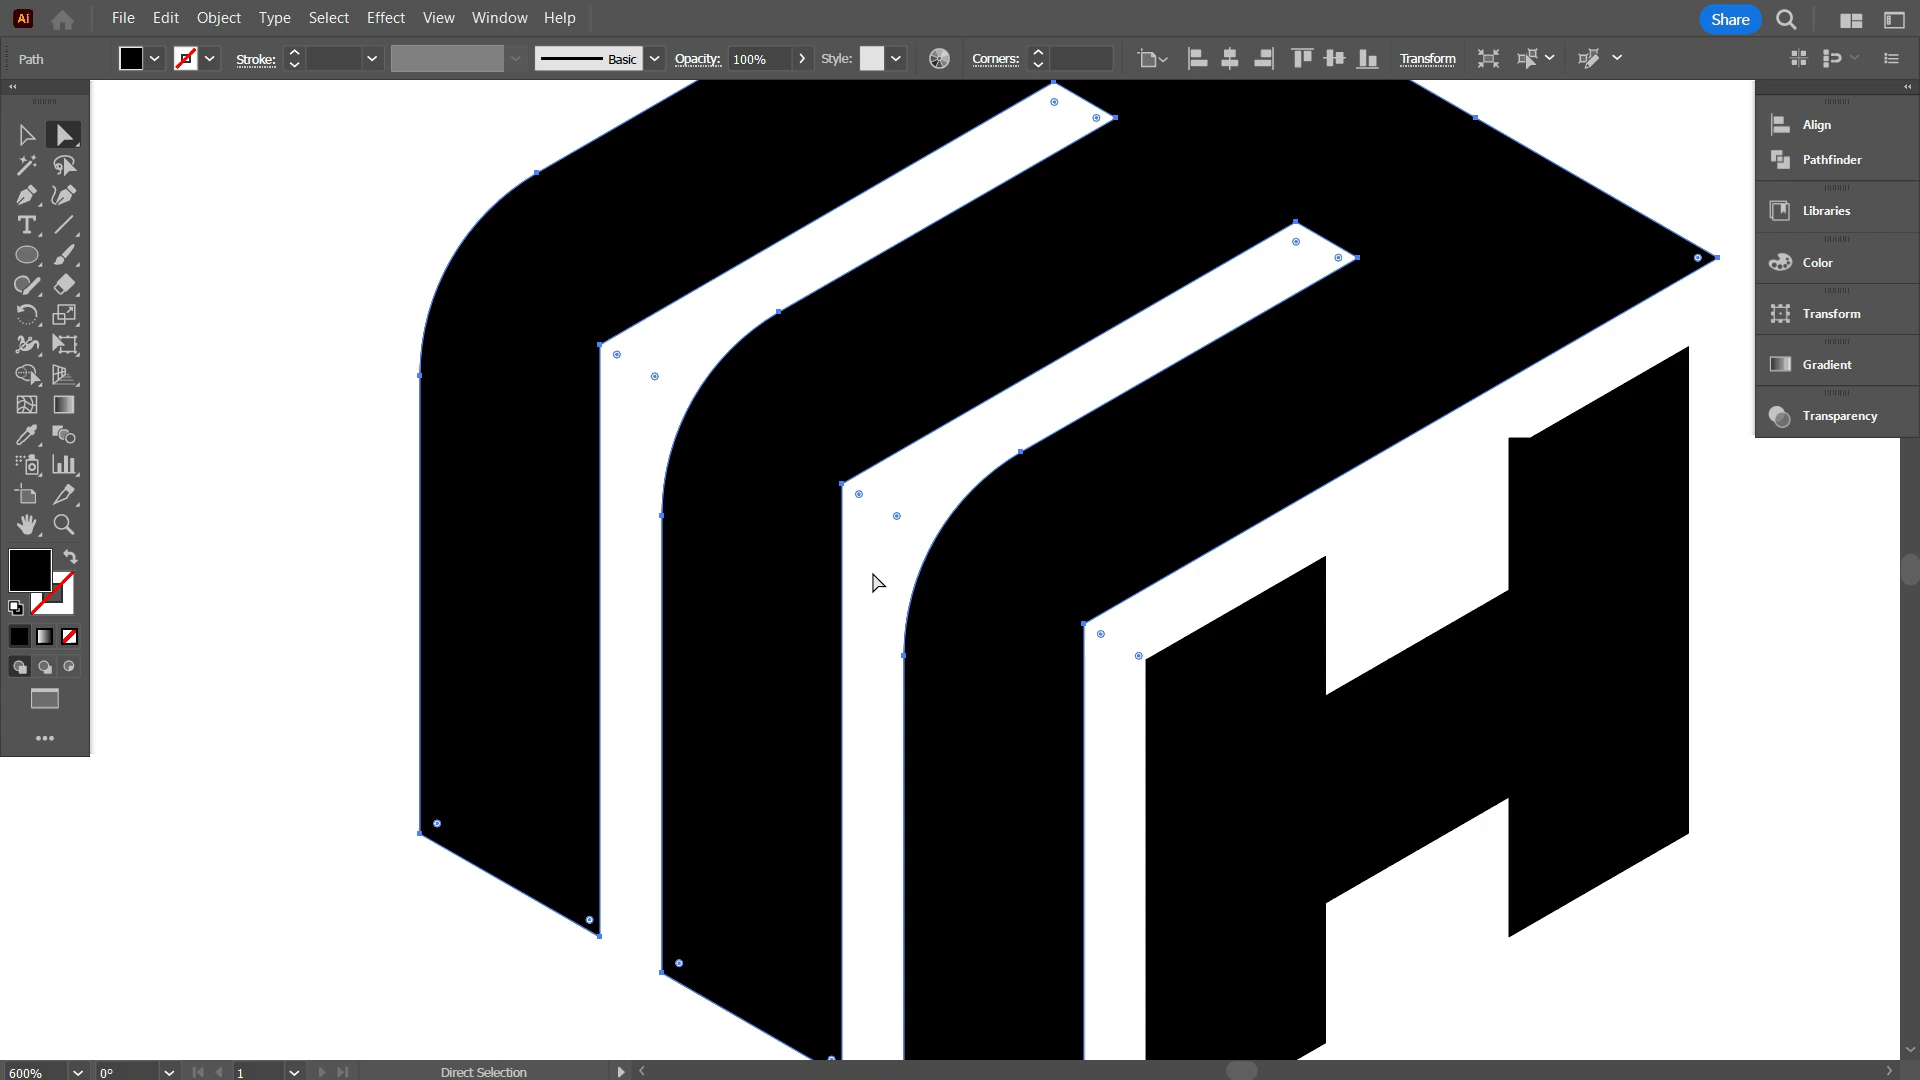 Ai File Edit Object Type Select Effect View Window Help Share
Path Stroke: Basic Opacity: 100% Style: Corners: Transform
Align
Pathfinder
Libraries
Color
Transform
Gradient
Transparency
600% 0° 1 Direct Selection